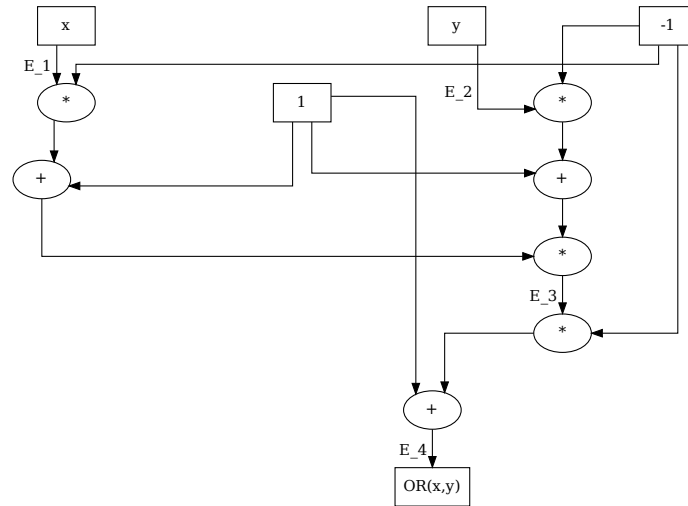 x
y
-1
E_1
E_2
*
1
*
+
+
*
E_3
*
+
E_4
OR(x,y)